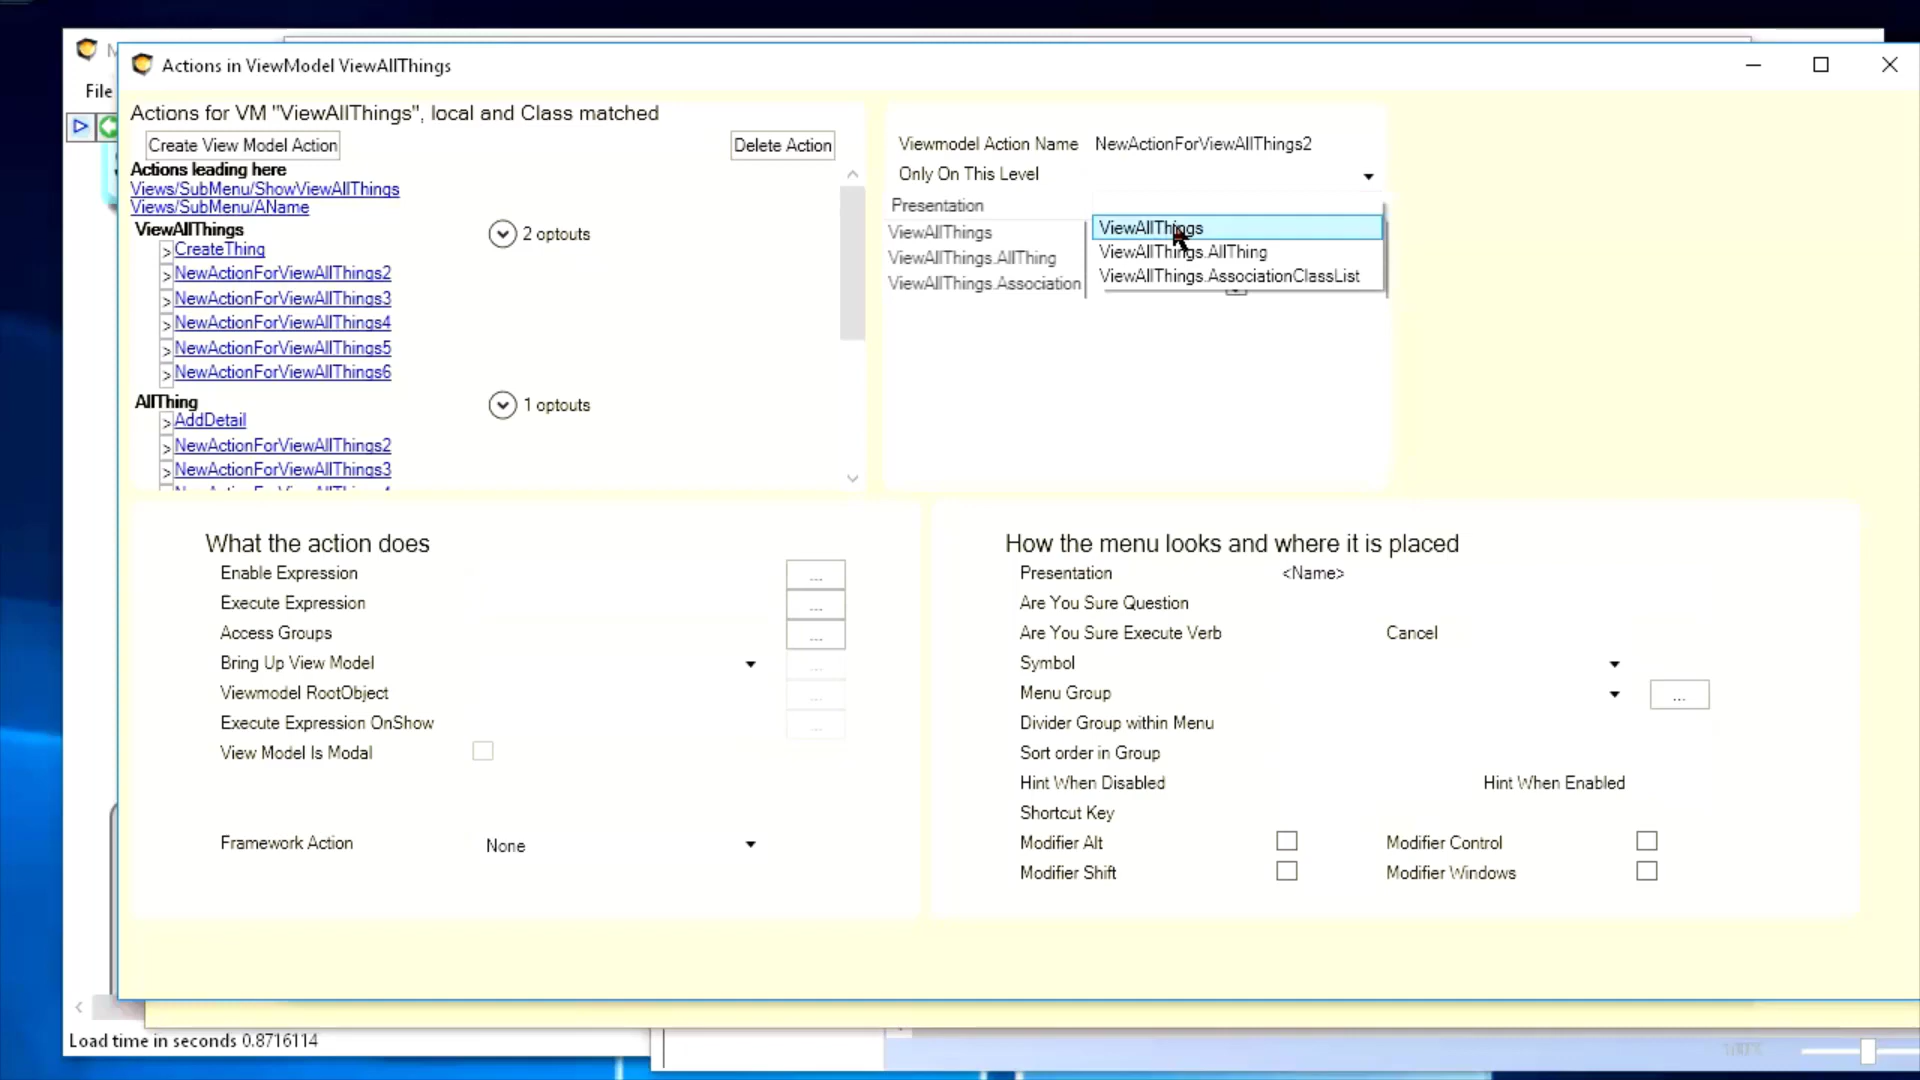 Actions in ViewModel ViewAllThings
File
Actions for VM "ViewAllThings", local and Class matched
Create View Model Action
Delete Action
Actions leading here
Views/SubMenu/ShowViewAllThings
Views/SubMenu/AName
ViewAllThings
2 optouts
> CreateThing
> NewActionForViewAllThings2
> NewActionForViewAllThings3
> NewActionForViewAllThings4
> NewActionForViewAllThings5
> NewActionForViewAllThings6
AllThing
1 optouts
> AddDetail
> NewActionForViewAllThings2
> NewActionForViewAllThings3
Viewmodel Action Name NewActionForViewAllThings2
Only On This Level
Presentation
ViewAllThings
ViewAllThings.AllThing
ViewAllThings.Association
ViewAllThings
ViewAllThings.AllThing
ViewAllThings.AssociationClassList
What the action does
Enable Expression ...
Execute Expression ...
Access Groups ...
Bring Up View Model ...
Viewmodel RootObject ...
Execute Expression OnShow ...
View Model Is Modal
Framework Action None
How the menu looks and where it is placed
Presentation <Name>
Are You Sure Question
Are You Sure Execute Verb Cancel
Symbol
Menu Group ...
Divider Group within Menu
Sort order in Group
Hint When Disabled Hint When Enabled
Shortcut Key
Modifier Alt Modifier Control
Modifier Shift Modifier Windows
Load time in seconds 0.8716114
100%